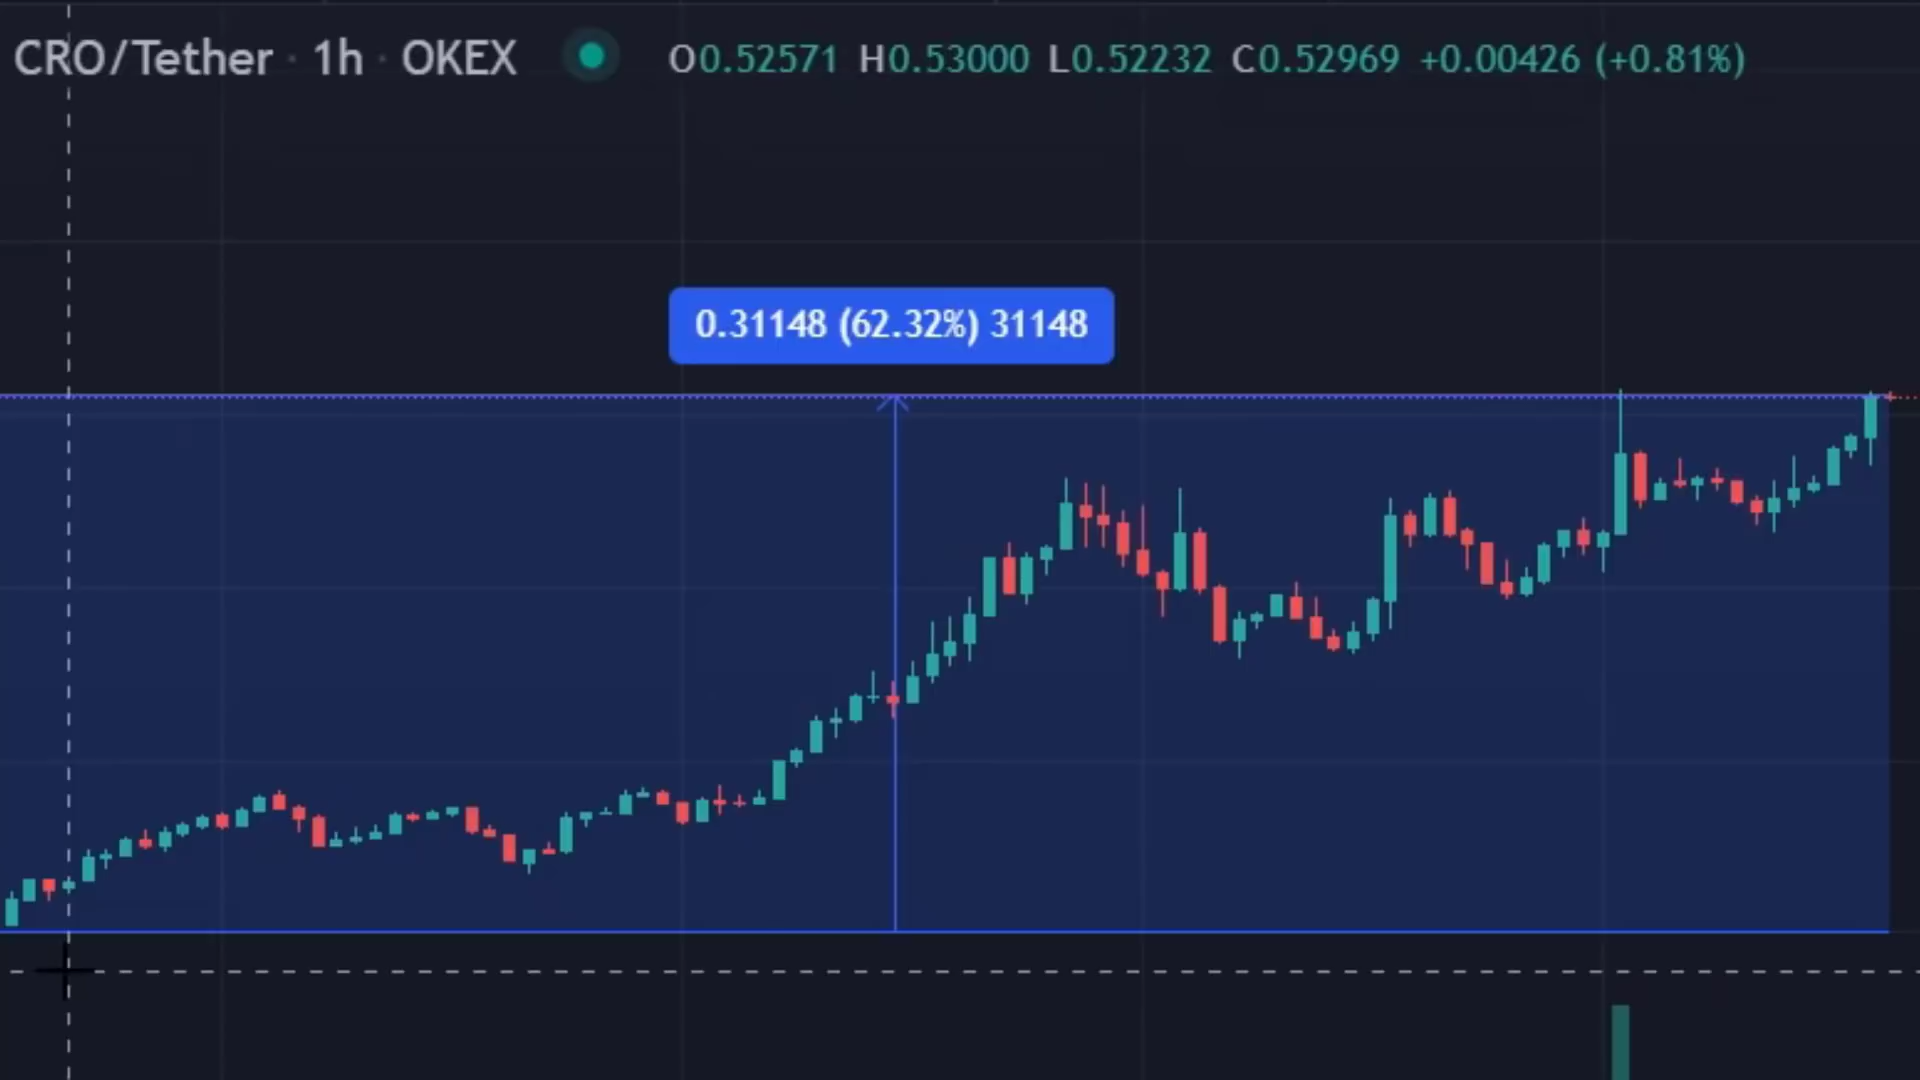 CRO/Tether · 1h · OKEX O0.52571 H0.53000 L0.52232 C0.52969 +0.00426 (+0.81%)
0.31148 (62.32%) 31148